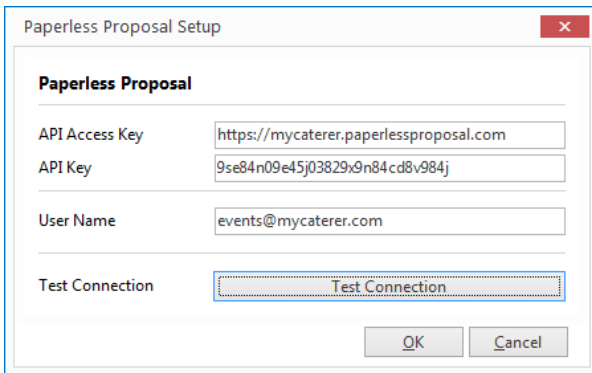 Paperless Proposal Setup
Paperless Proposal
API Access Key https://mycaterer.paperlessproposal.com
API Key 9se84n09e45j03829x9n84cd8v984j
User Name events@mycaterer.com
Test Connection Test Connection
OK Cancel